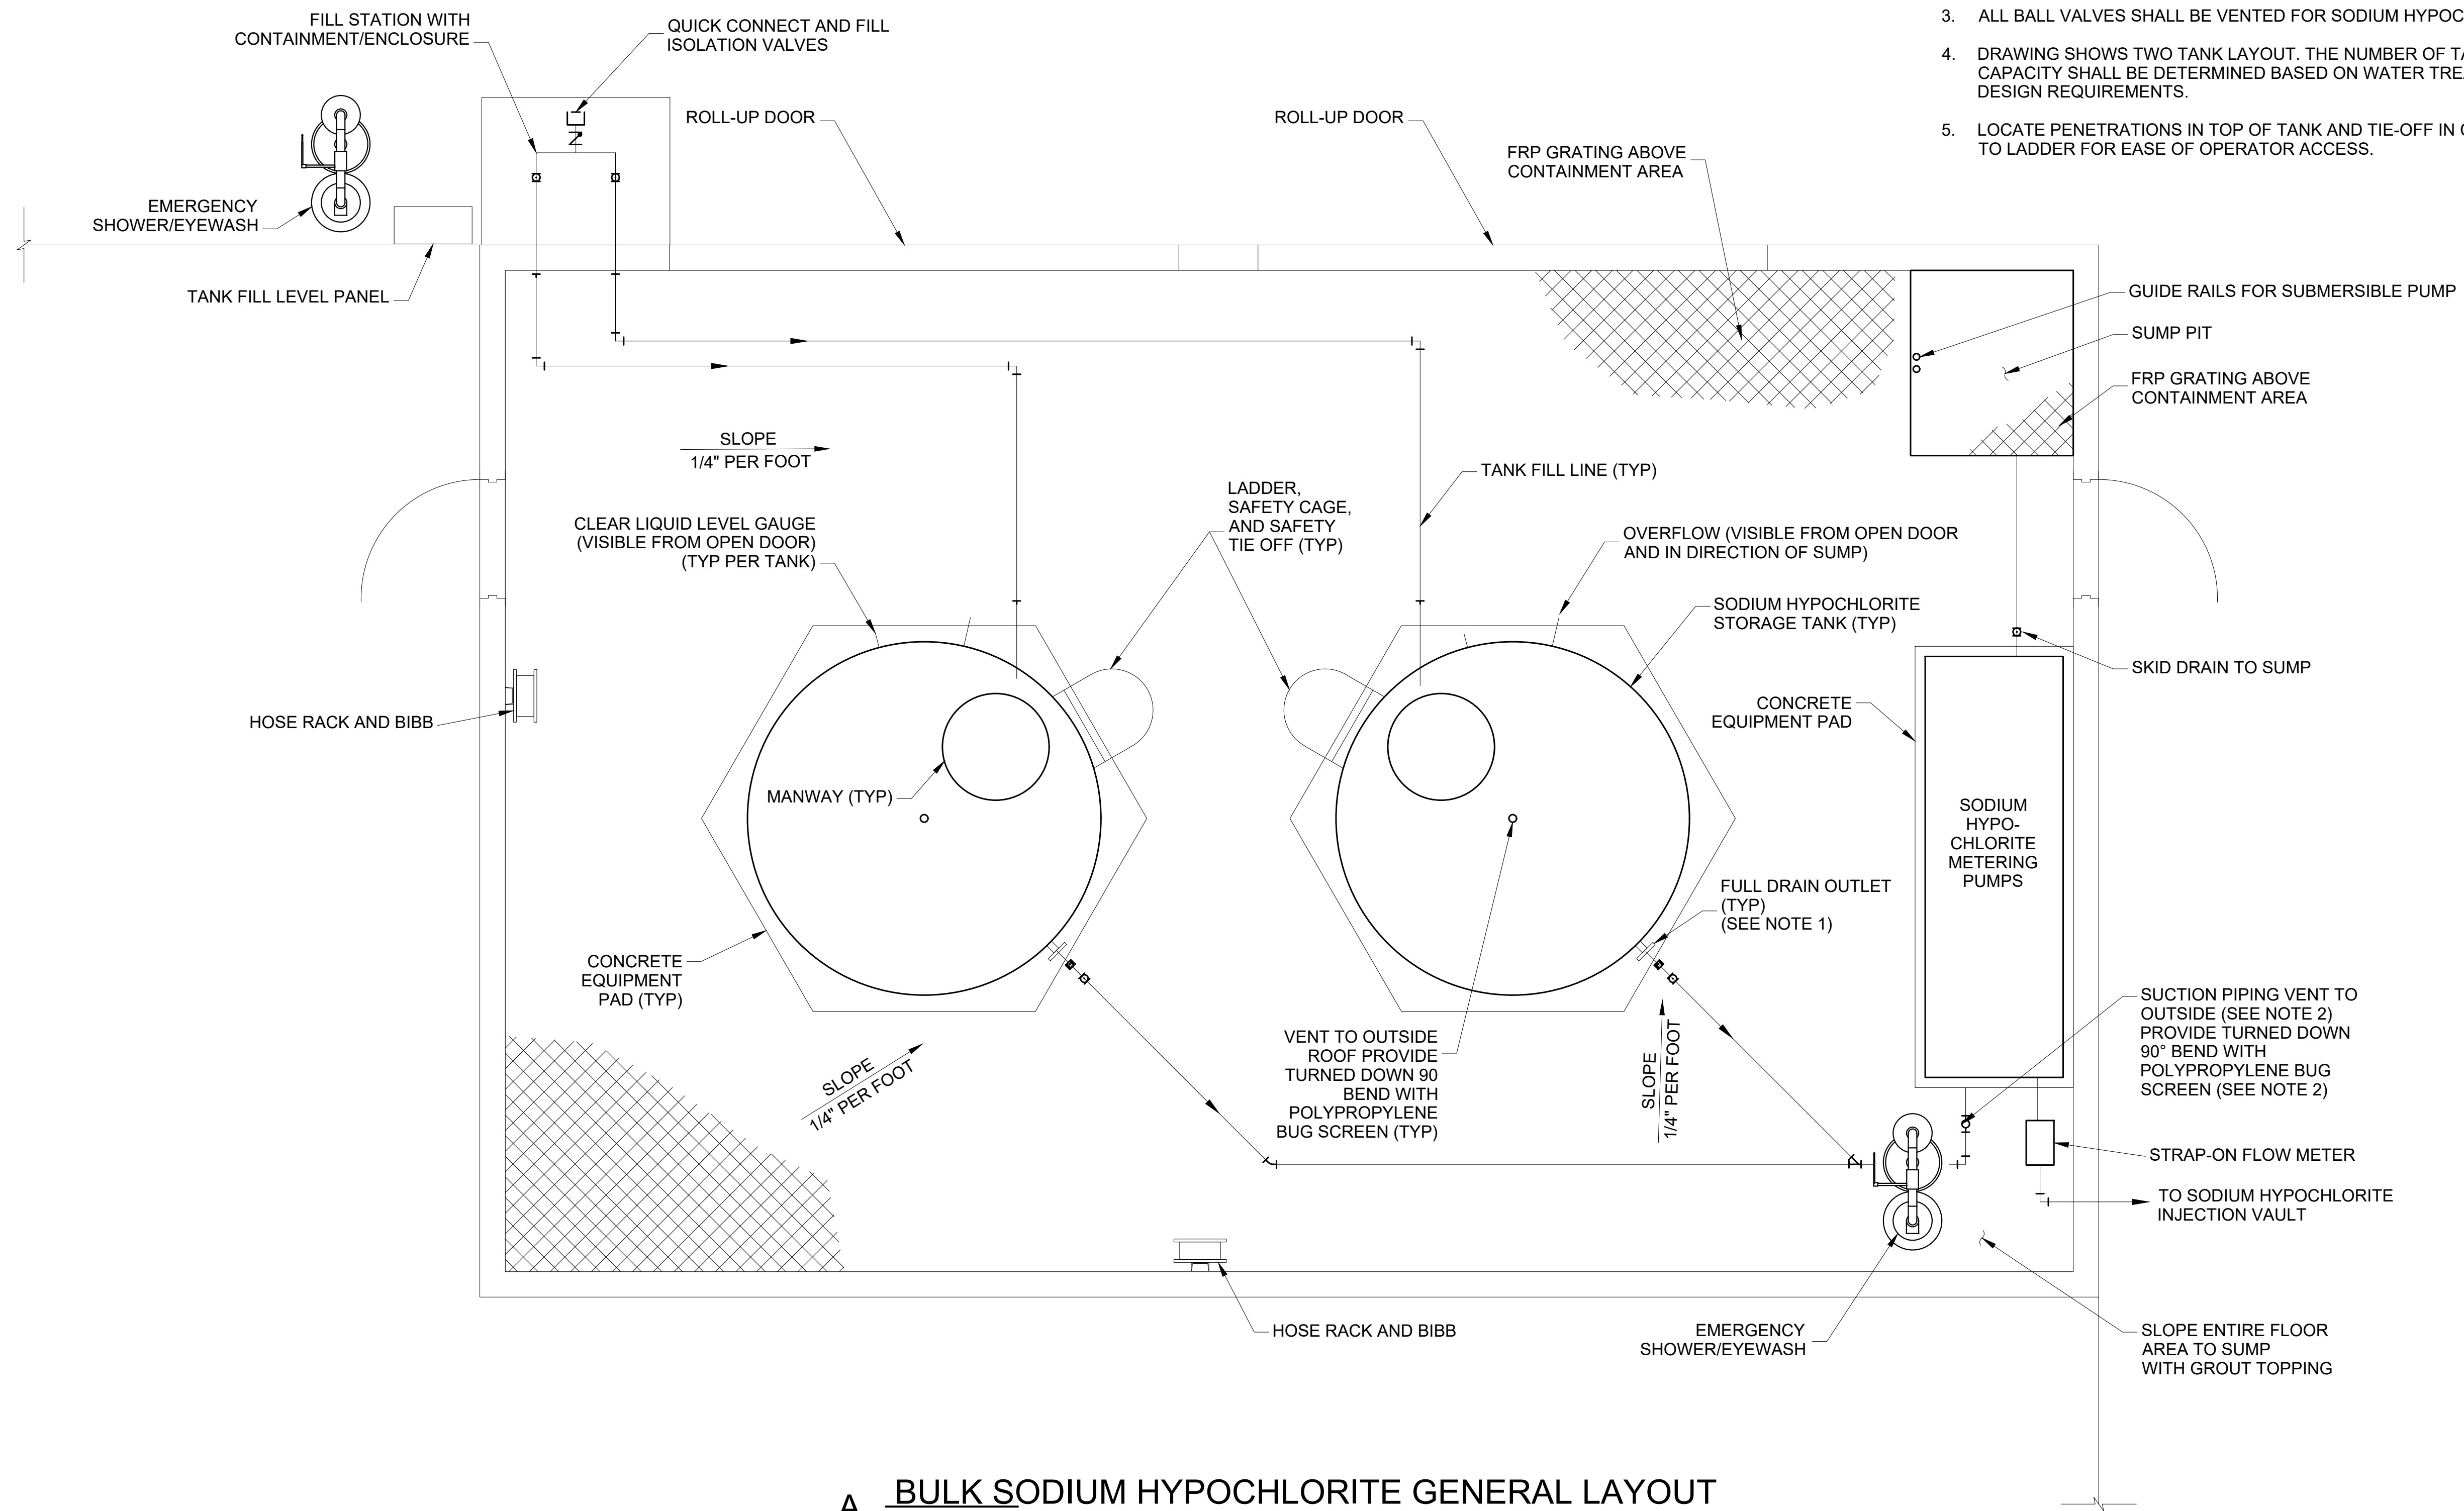 FILL STATION WITH
CONTAINMENT/ENCLOSURE
QUICK CONNECT AND FILL
ISOLATION VALVES
3. ALL BALL VALVES SHALL BE VENTED FOR SODIUM
4. DRAWING SHOWS TWO TANK LAYOUT. THE NUMBER OF
CAPACITY SHALL BE DETERMINED BASED ON WATER
DESIGN REQUIREMENTS.
5. LOCATE PENETRATIONS IN TOP OF TANK AND TIE-OFF IN
TO LADDER FOR EASE OF OPERATOR ACCESS.
ROLL-UP DOOR
ROLL-UP DOOR
FRP GRATING ABOVE
CONTAINMENT AREA
EMERGENCY
SHOWER/EYEWASH
TANK FILL LEVEL PANEL
GUIDE RAILS FOR SUBMERSIBLE PUMP
SUMP PIT
FRP GRATING ABOVE
CONTAINMENT AREA
SLOPE
1/4" PER FOOT
TANK FILL LINE (TYP)
LADDER,
SAFETY CAGE,
AND SAFETY
TIE OFF (TYP)
CLEAR LIQUID LEVEL GAUGE
(VISIBLE FROM OPEN DOOR)
(TYP PER TANK)
OVERFLOW (VISIBLE FROM OPEN DOOR
AND IN DIRECTION OF SUMP)
SODIUM HYPOCHLORITE
STORAGE TANK (TYP)
SKID DRAIN TO SUMP
HOSE RACK AND BIBB
CONCRETE
EQUIPMENT PAD
MANWAY (TYP)
SODIUM
HYPO-
CHLORITE
METERING
PUMPS
FULL DRAIN OUTLET
(TYP)
(SEE NOTE 1)
CONCRETE
EQUIPMENT
PAD (TYP)
SUCTION PIPING VENT TO
OUTSIDE (SEE NOTE 2)
PROVIDE TURNED DOWN
90° BEND WITH
POLYPROPYLENE BUG
SCREEN (SEE NOTE 2)
VENT TO OUTSIDE
ROOF PROVIDE
TURNED DOWN 90
BEND WITH
POLYPROPYLENE
BUG SCREEN (TYP)
SLOPE
1/4" PER FOOT
SLOPE
1/4" PER FOOT
STRAP-ON FLOW METER
TO SODIUM HYPOCHLORITE
INJECTION VAULT
HOSE RACK AND BIBB
EMERGENCY
SHOWER/EYEWASH
SLOPE ENTIRE FLOOR
AREA TO SUMP
WITH GROUT TOPPING
A BULK SODIUM HYPOCHLORITE GENERAL LAYOUT